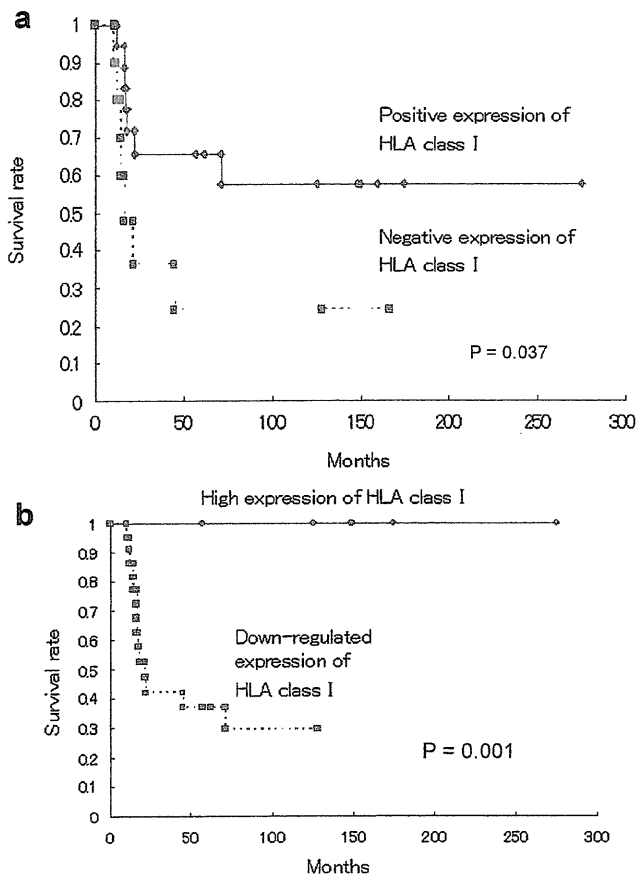 a
1
0.9
0.8
0.7
0.6
0.5
0.4
0.3
0.2
0.1
0
Survival rate
Positive expression of
HLA class I
Negative expression of
HLA class I
P = 0.037
0 50 100 150 200 250 300
Months
b
High expression of HLA class I
1
0.9
0.8
0.7
0.6
0.5
0.4
0.3
0.2
0.1
0
Survival rate
Down-regulated
expression of
HLA class I
P = 0.001
0 50 100 150 200 250 300
Months